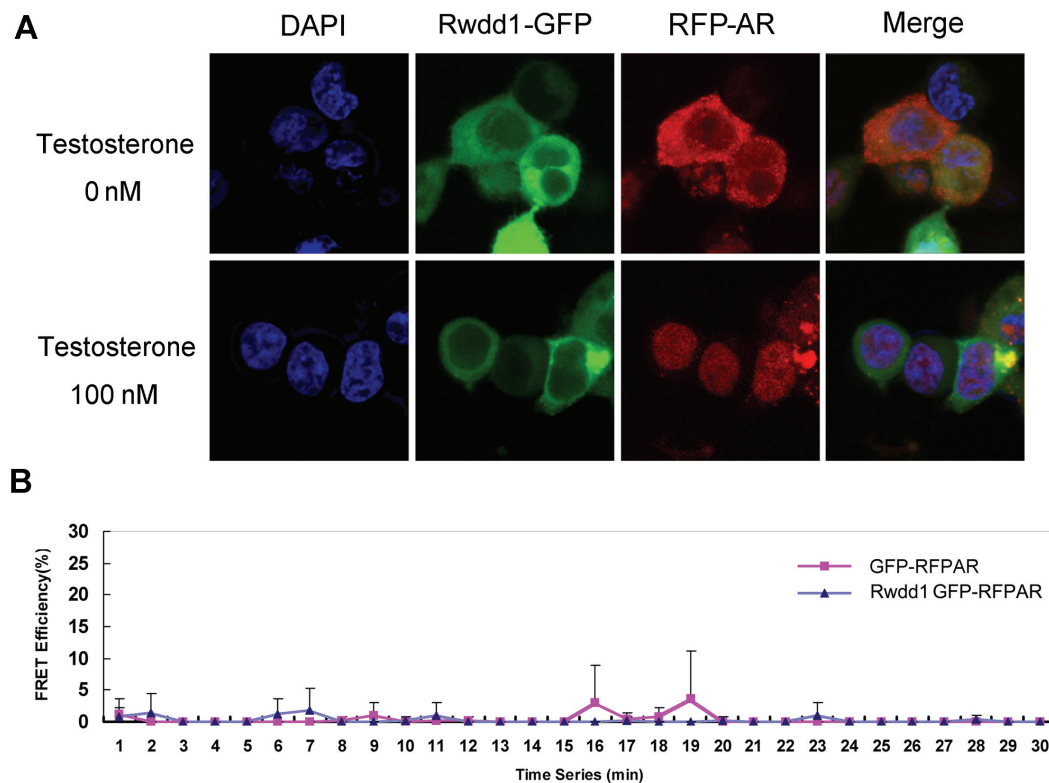 A
DAPI Rwdd1-GFP RFP-AR Merge
Testosterone
0 nM
Testosterone
100 nM
B
30
25
20
15
10
5
0
FRET Efficiency(%)
GFP-RFPAR
Rwdd1 GFP-RFPAR
1 2 3 4 5 6 7 8 9 10 11 12 13 14 15 16 17 18 19 20 21 22 23 24 25 26 27 28 29 30
Time Series (min)